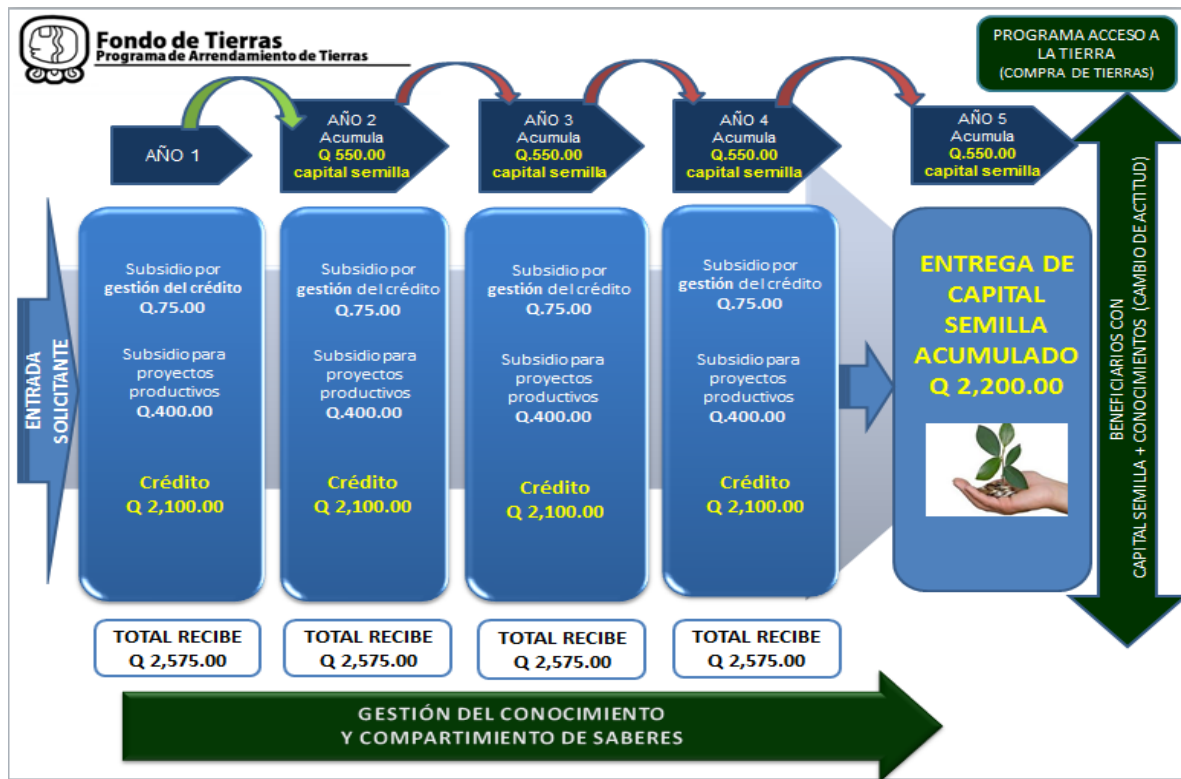 Fondo de Tierras
Programa de Arrendamiento de Tierras
PROGRAMA ACCESO A
LA TIERRA
(COMPRA DE TIERRAS)
AÑO 1
AÑO 2
Acumula
Q 550.00
capital semilla
AÑO 3
Acumula
Q.550.00
capital semilla
AÑO 4
Acumula
Q.550.00
capital semilla
AÑO 5
Acumula
Q.550.00
capital semilla
ENTRADA
SOLICITANTE
Subsidio por
gestión del crédito
Q.75.00
Subsidio para
proyectos
productivos
Q.400.00
Crédito
Q 2,100.00
Subsidio por
gestión del crédito
Q.75.00
Subsidio para
proyectos
productivos
Q.400.00
Crédito
Q 2,100.00
Subsidio por
gestión del crédito
Q.75.00
Subsidio para
proyectos
productivos
Q.400.00
Crédito
Q 2,100.00
Subsidio por
gestión del crédito
Q.75.00
Subsidio para
proyectos
productivos
Q.400.00
Crédito
Q 2,100.00
ENTREGA DE
CAPITAL
SEMILLA
ACUMULADO
Q 2,200.00
BENEFICIARIOS CON
CAPITAL SEMILLA + CONOCIMIENTOS (CAMBIO DE ACTITUD)
TOTAL RECIBE
Q 2,575.00
TOTAL RECIBE
Q 2,575.00
TOTAL RECIBE
Q 2,575.00
TOTAL RECIBE
Q 2,575.00
GESTIÓN DEL CONOCIMIENTO
Y COMPARTIMIENTO DE SABERES